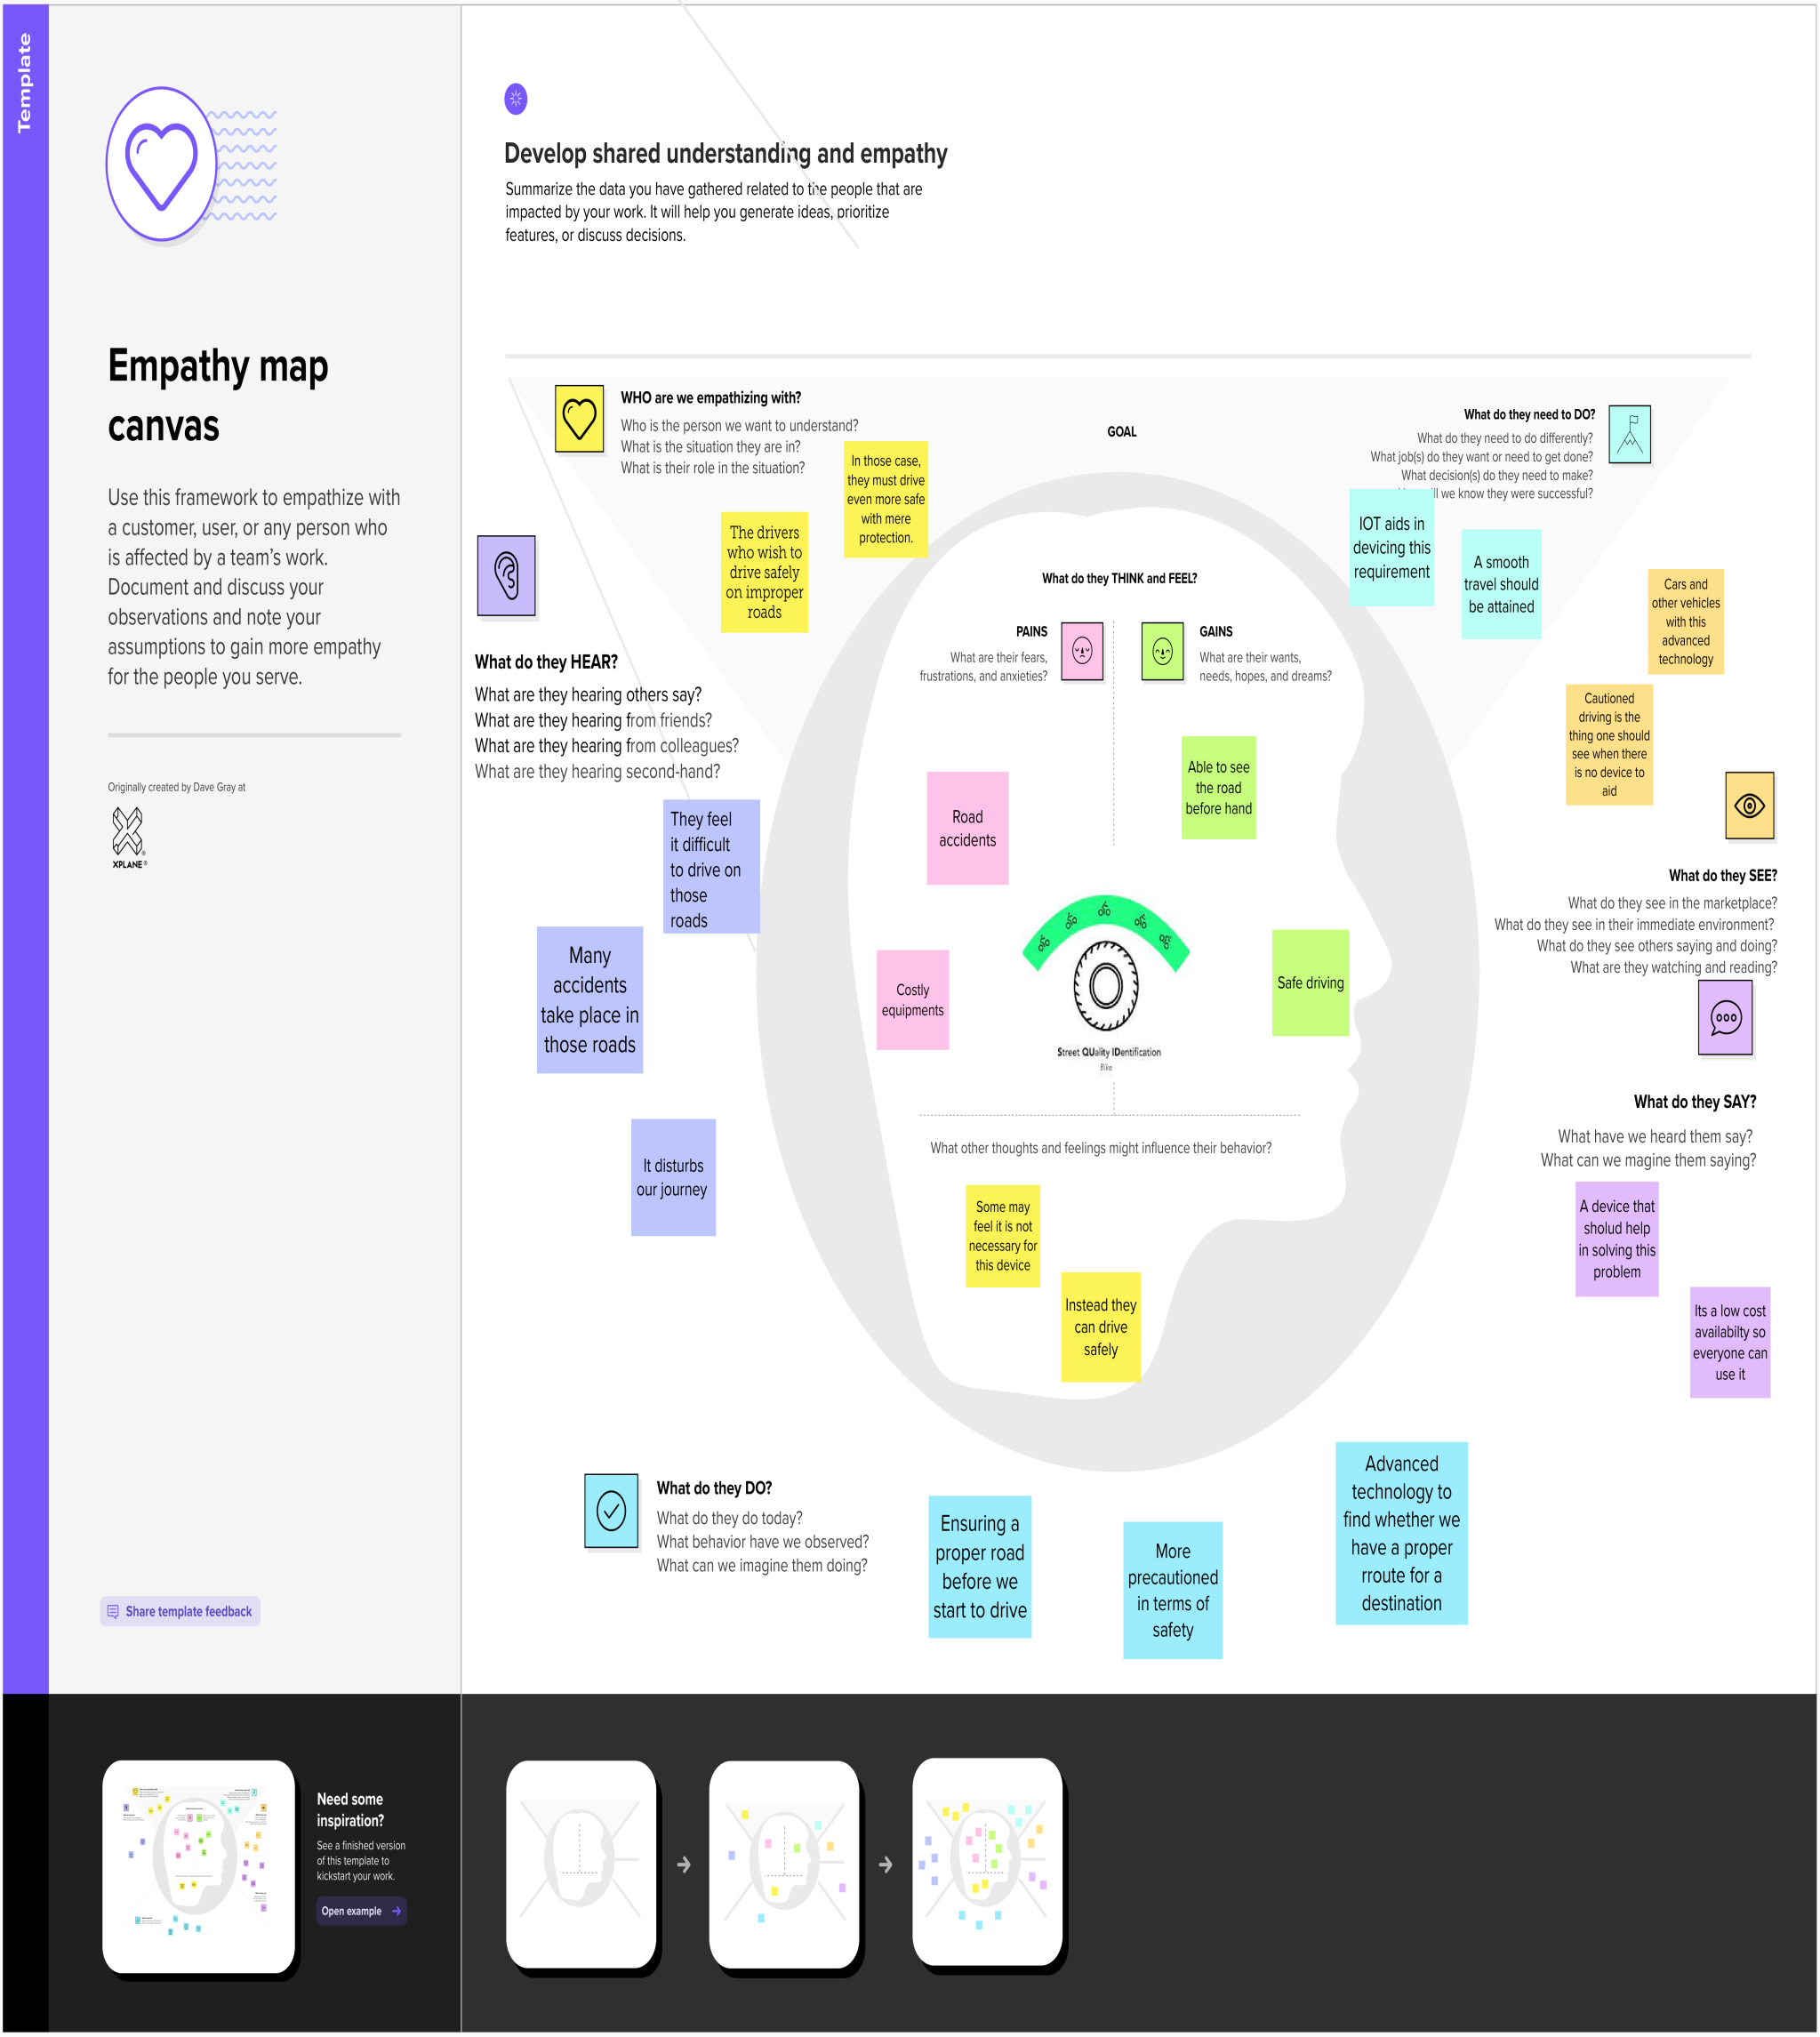 Template
Empathy map
canvas
Use this framework to empathize with
a customer, user, or any person who
is affected by a team’s work.
Document and discuss your
observations and note your
assumptions to gain more empathy
for the people you serve.
Originally created by Dave Gray at
XPLANE®
Share template feedback
Develop shared understanding and empathy
Summarize the data you have gathered related to the people that are
impacted by your work. It will help you generate ideas, prioritize
features, or discuss decisions.
WHO are we empathizing with?
Who is the person we want to understand?
What is the situation they are in?
What is their role in the situation?
In those case,
they must drive
even more safe
with mere
protection.
The drivers
who wish to
drive safely
on improper
roads
GOAL
What do they need to DO?
What do they need to do differently?
What job(s) do they want or need to get done?
What decision(s) do they need to make?
we know they were successful?
IOT aids in
devicing this
requirement
A smooth
travel should
be attained
What do they HEAR?
What are they hearing others say?
What are they hearing from friends?
What are they hearing from colleagues?
What are they hearing second-hand?
They feel
it difficult
to drive on
those
roads
Many
accidents
take place in
those roads
It disturbs
our journey
What do they THINK and FEEL?
PAINS
What are their fears,
frustrations, and anxieties?
GAINS
What are their wants,
needs, hopes, and dreams?
Road
accidents
Able to see
the road
before hand
Costly
equipments
Safe driving
Street QUality IDentification
Bike
What other thoughts and feelings might influence their behavior?
Some may
feel it is not
necessary for
this device
Instead they
can drive
safely
Cars and
other vehicles
with this
advanced
technology
Cautioned
driving is the
thing one should
see when there
is no device to
aid
What do they SEE?
What do they see in the marketplace?
What do they see in their immediate environment?
What do they see others saying and doing?
What are they watching and reading?
What do they SAY?
What have we heard them say?
What can we magine them saying?
A device that
sholud help
in solving this
problem
Its a low cost
availabilty so
everyone can
use it
What do they DO?
What do they do today?
What behavior have we observed?
What can we imagine them doing?
Ensuring a
proper road
before we
start to drive
More
precautioned
in terms of
safety
Advanced
technology to
find whether we
have a proper
rroute for a
destination
Need some
inspiration?
See a finished version
of this template to
kickstart your work.
Open example